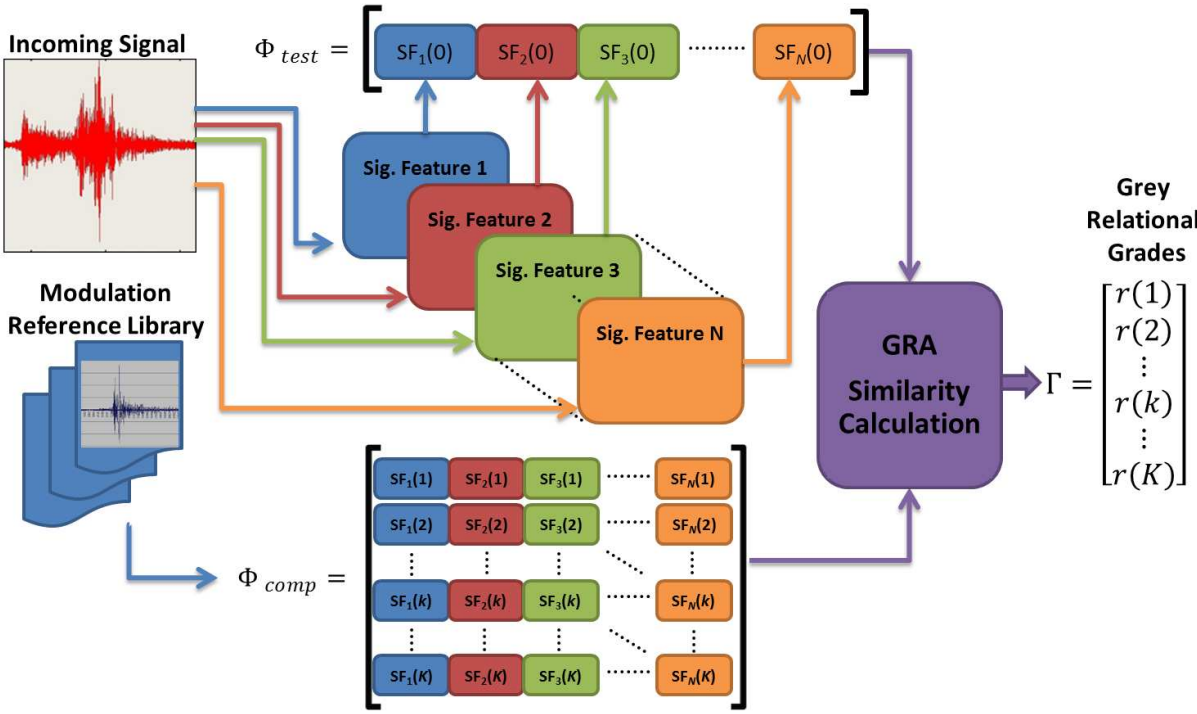 Incoming Signal
Φ test = [ SF1(0) SF2(0) SF3(0) ········ SF𝑁(0) ]
Sig. Feature 1
Sig. Feature 2
Sig. Feature 3
Sig. Feature N
Modulation
Reference Library
Φ comp =
SF1(1) SF2(1) SF3(1) ······ SF𝑁(1)
SF1(2) SF2(2) SF3(2) ······ SF𝑁(2)
SF1(k) SF2(k) SF3(k) ······ SF𝑁(k)
SF1(K) SF2(K) SF3(K) ······ SF𝑁(K)
GRA
Similarity
Calculation
Grey
Relational
Grades
Γ =
r(1)
r(2)
⋮
r(k)
⋮
r(K)